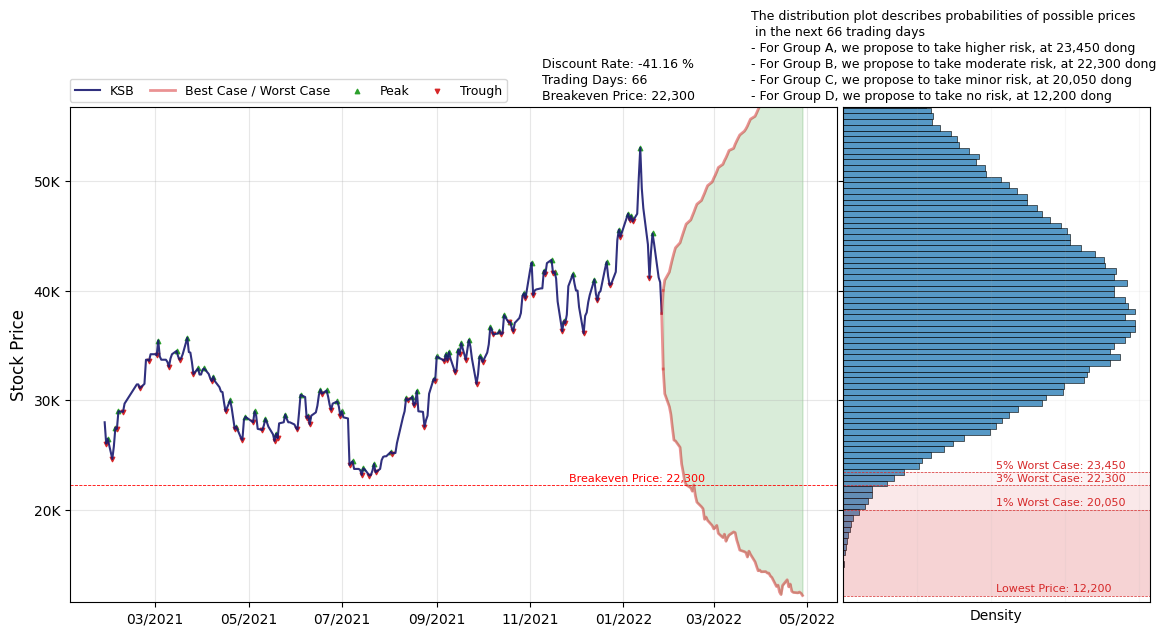 The distribution plot describes probabilities of possible prices
in the next 66 trading days
- For Group A, we propose to take higher risk, at 23,450 dong
- For Group B, we propose to take moderate risk, at 22,300 dong
- For Group C, we propose to take minor risk, at 20,050 dong
- For Group D, we propose to take no risk, at 12,200 dong
Discount Rate: -41.16 %
Trading Days: 66
Breakeven Price: 22,300
KSB Best Case / Worst Case Peak Trough
Stock Price
50K
40K
30K
20K
Breakeven Price: 22,300
5% Worst Case: 23,450
3% Worst Case: 22,300
1% Worst Case: 20,050
Lowest Price: 12,200
03/2021 05/2021 07/2021 09/2021 11/2021 01/2022 03/2022 05/2022
Density